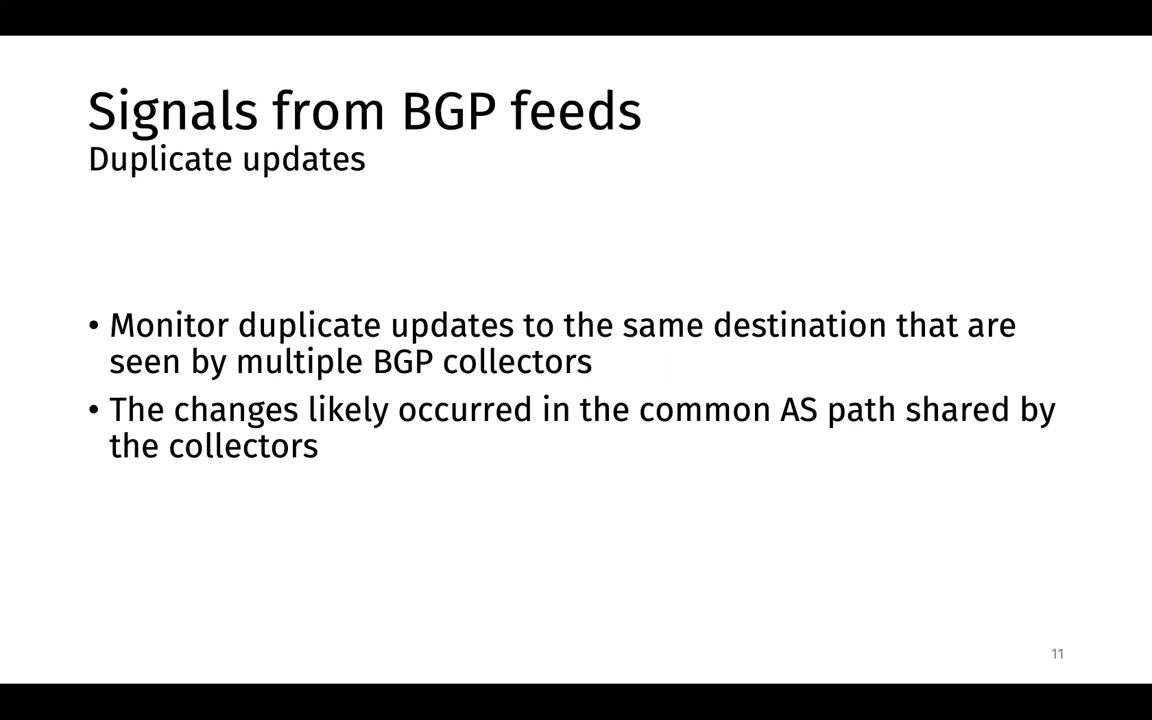 Signals from BGP feeds
Duplicate updates
• Monitor duplicate updates to the same destination that are
seen by multiple BGP collectors
• The changes likely occurred in the common AS path shared by
the collectors
11